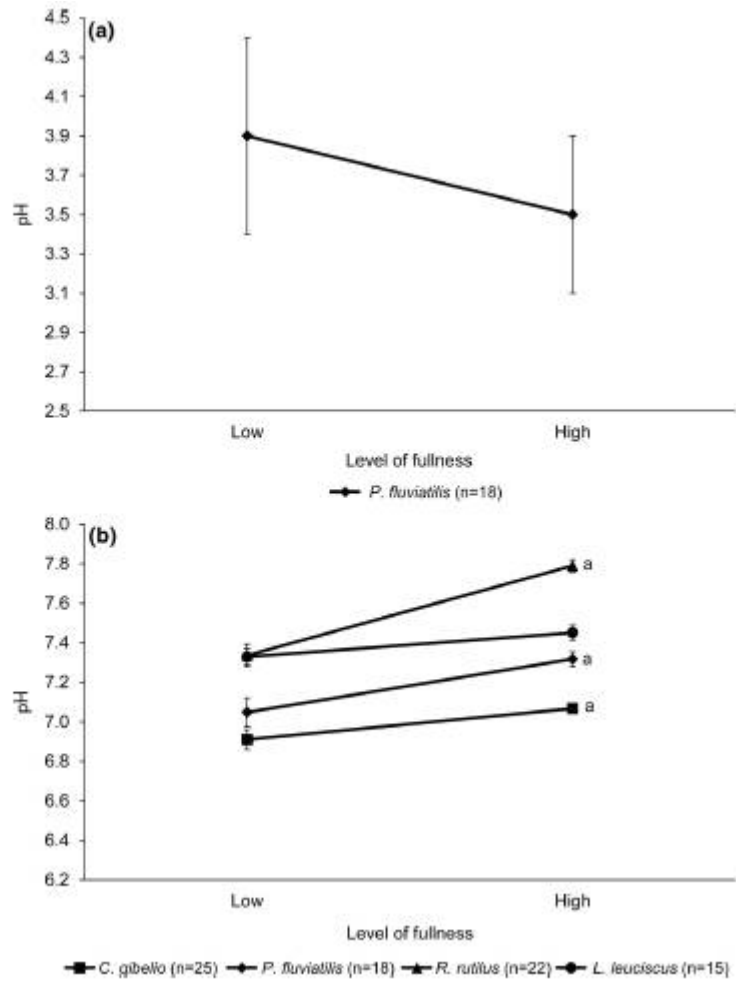 (a)
4.5
4.3
4.1
3.9
3.7
3.5
3.3
3.1
2.9
2.7
2.5
pH
Low High
Level of fullness
P. fluviatilis (n=18)
(b)
8.0
7.8
7.6
7.4
7.2
7.0
6.8
6.6
6.4
6.2
pH
a
a
a
Low High
Level of fullness
C. gibelio (n=25) P. fluviatilis (n=18) R. rutilus (n=22) L. leuciscus (n=15)